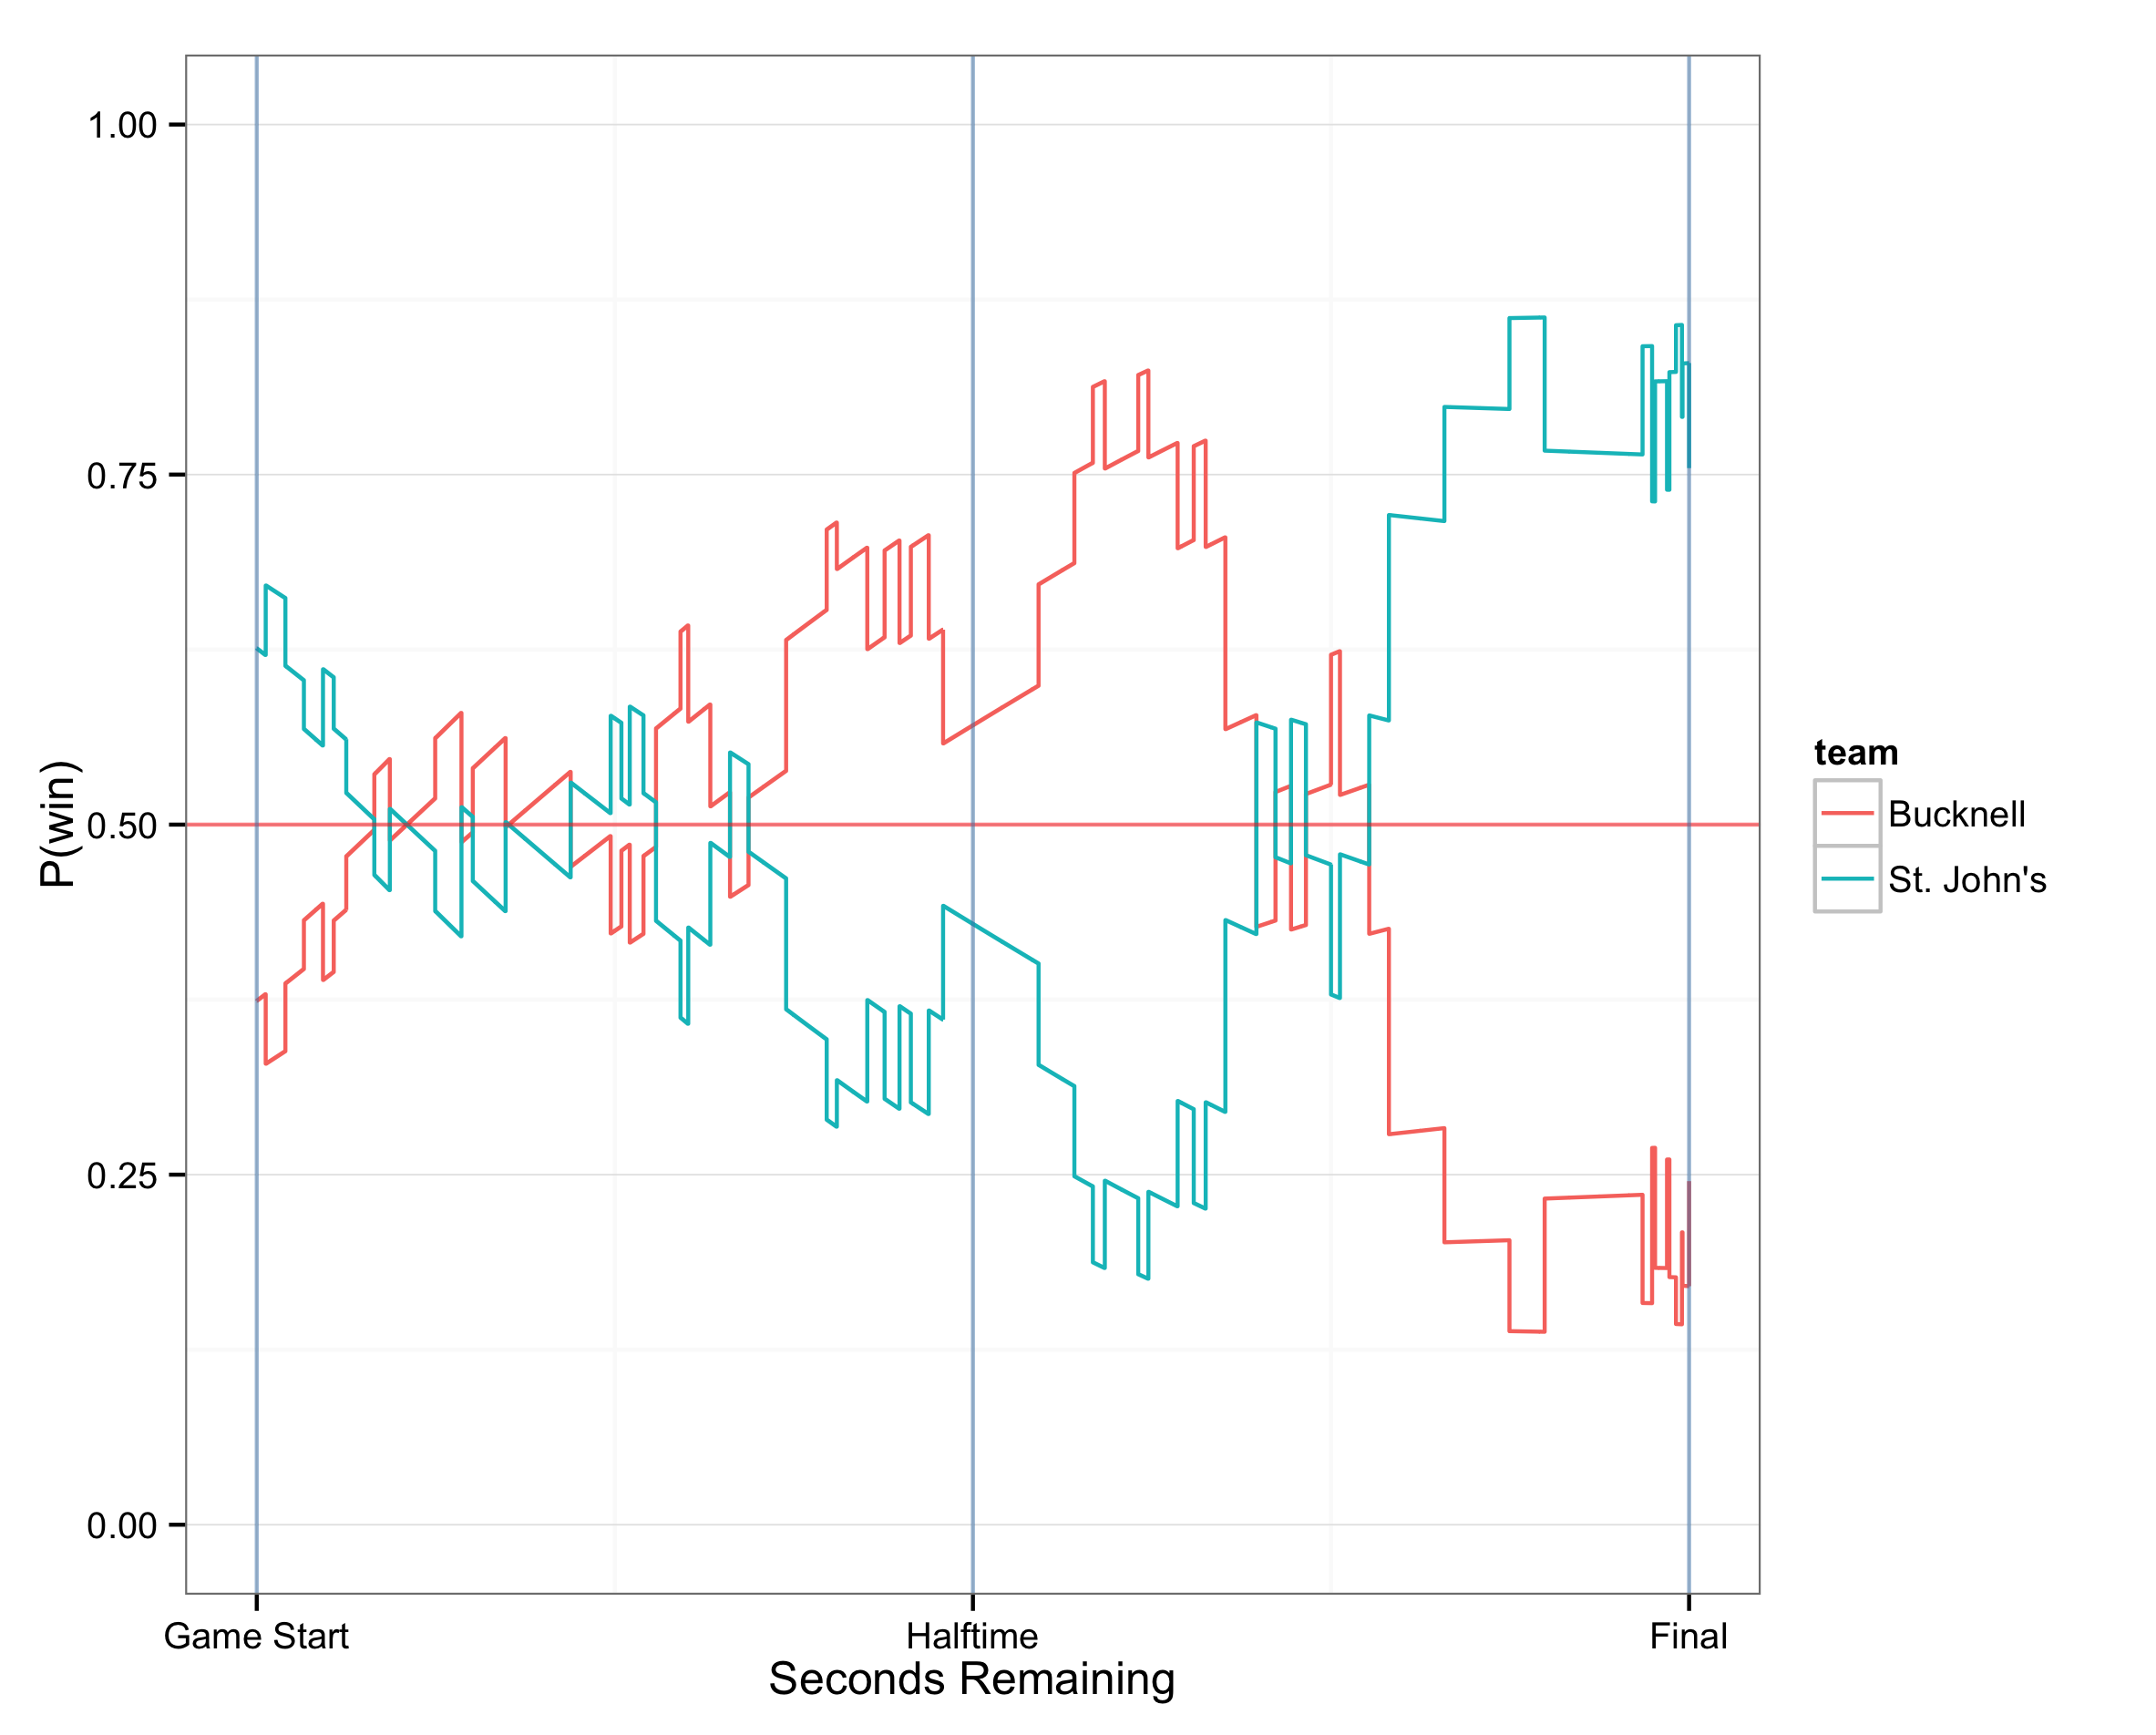 P(win)
1.00
0.75
0.50
0.25
0.00
Game Start
Halftime
Final
Seconds Remaining
team
Bucknell
St. John's